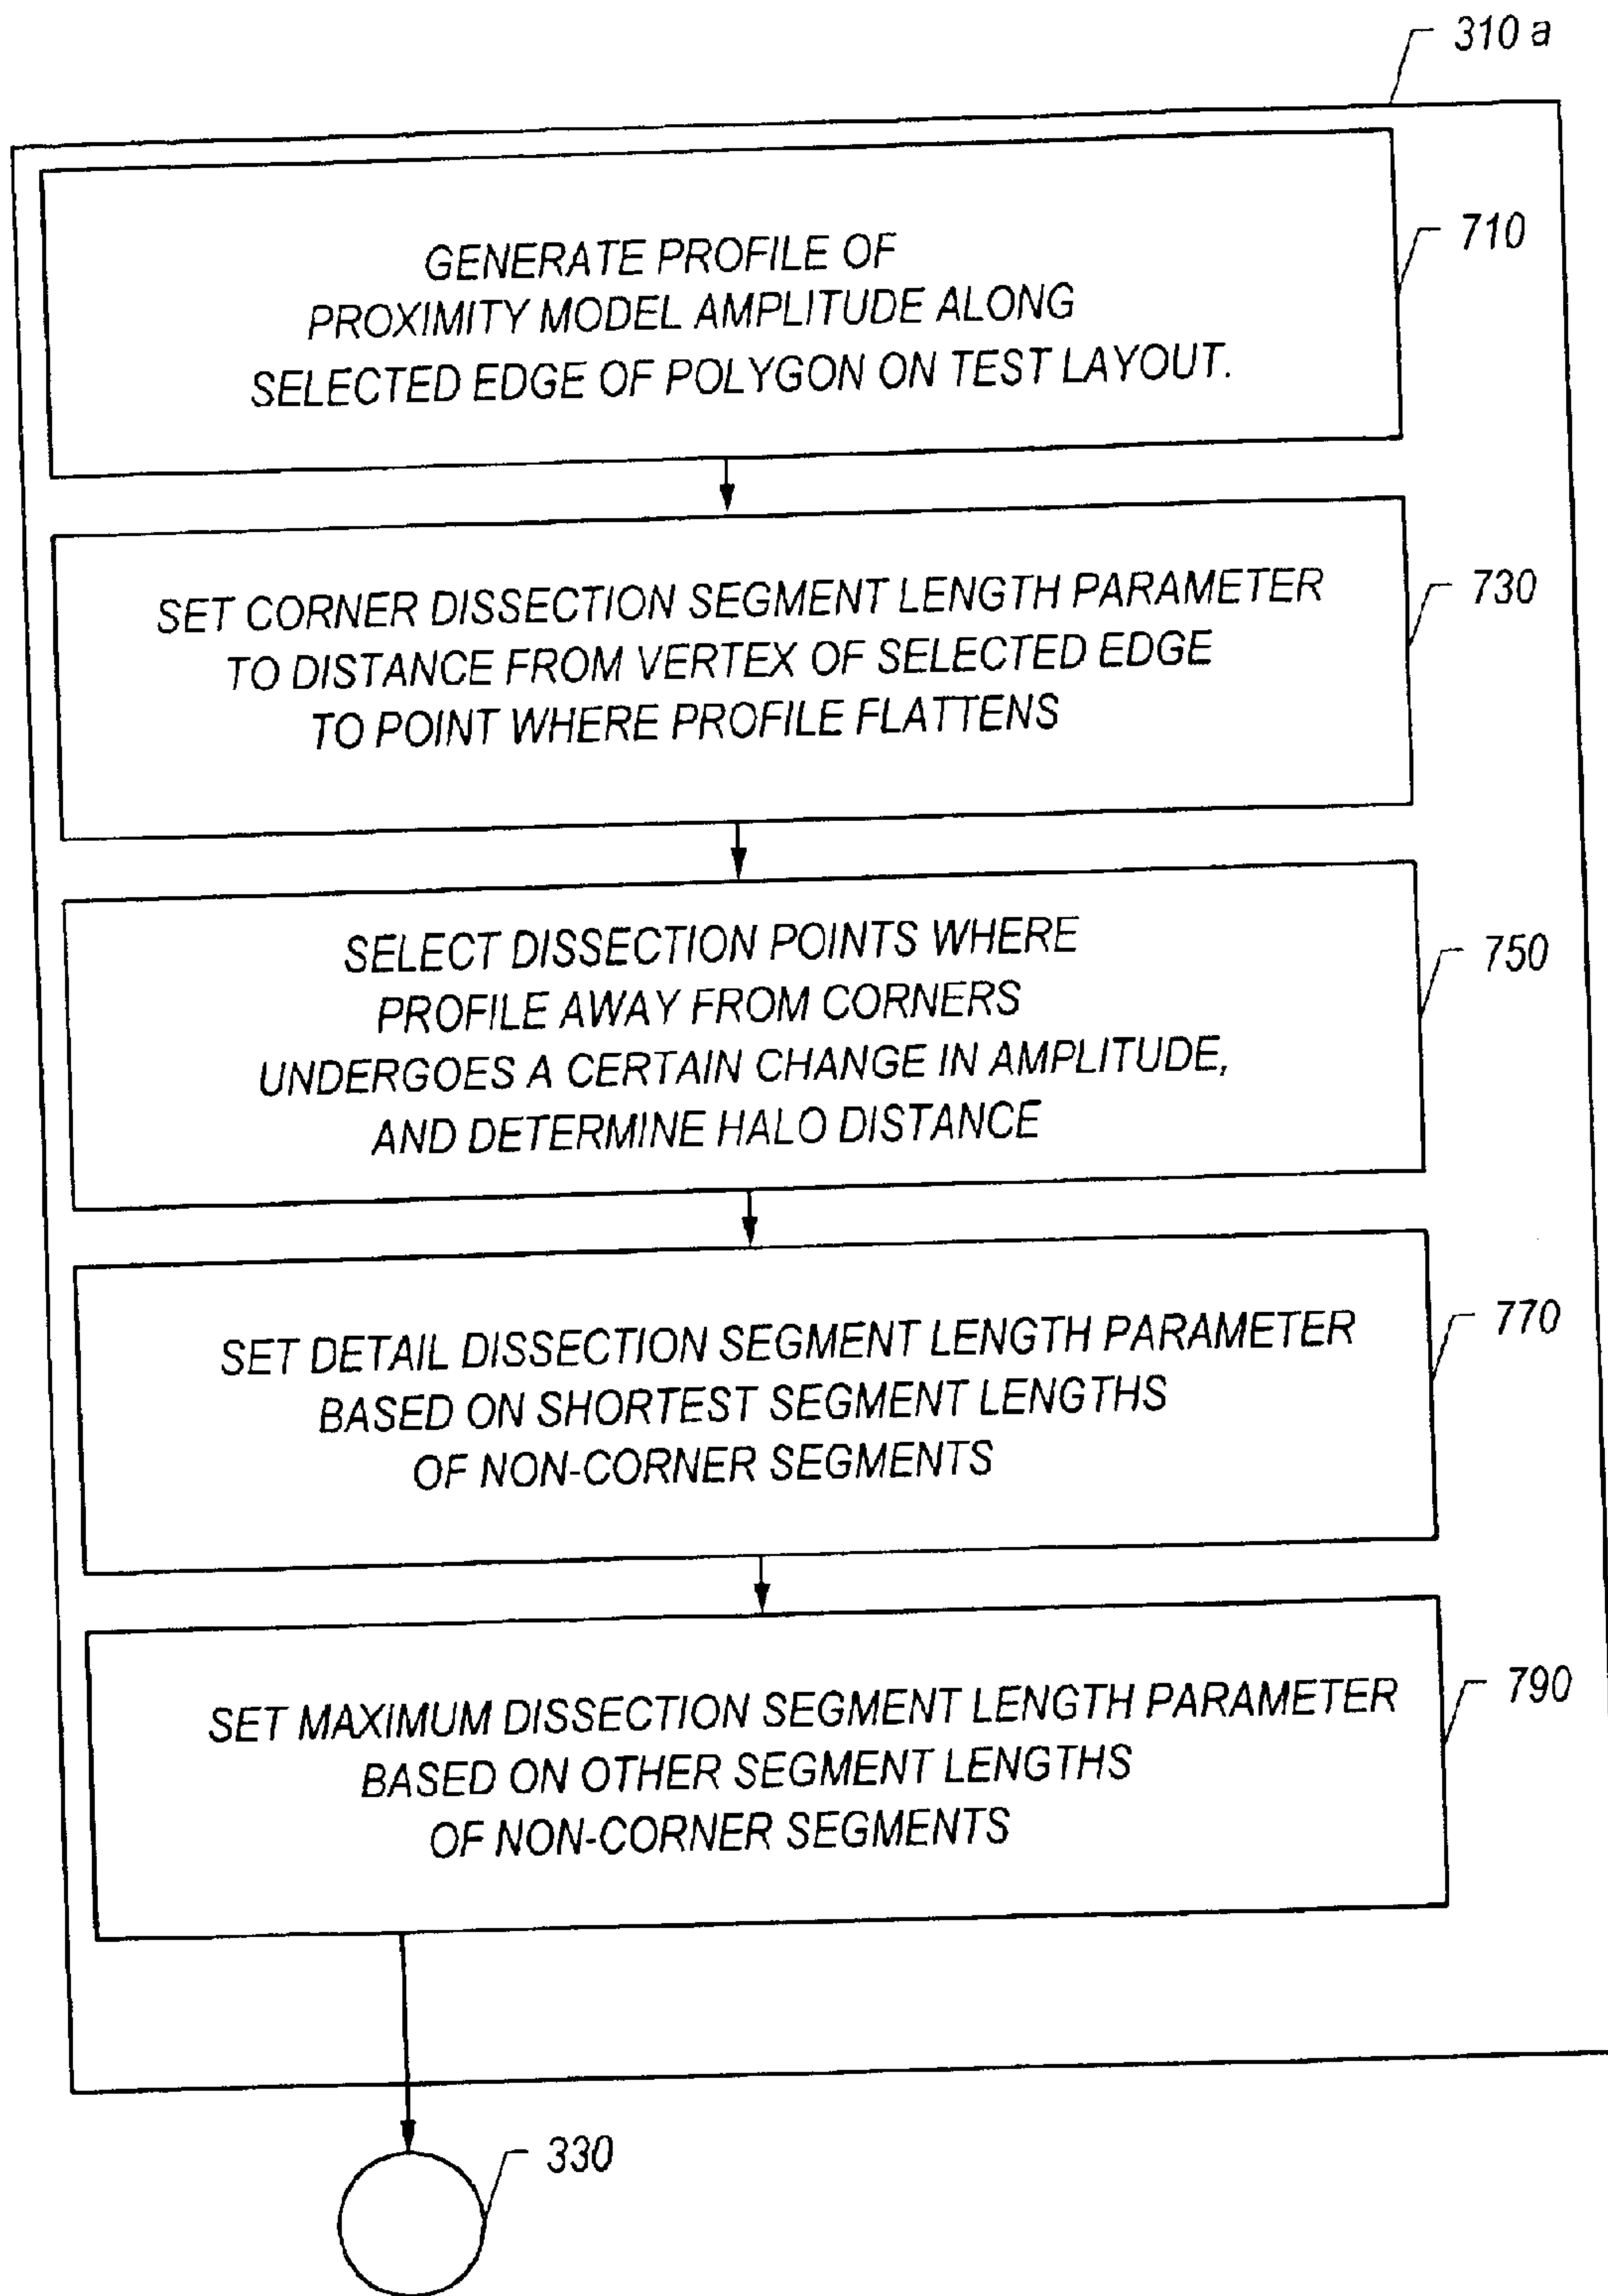 310 a
GENERATE PROFILE OF
PROXIMITY MODEL AMPLITUDE ALONG
SELECTED EDGE OF POLYGON ON TEST LAYOUT.
710
SET CORNER DISSECTION SEGMENT LENGTH PARAMETER
TO DISTANCE FROM VERTEX OF SELECTED EDGE
TO POINT WHERE PROFILE FLATTENS
730
SELECT DISSECTION POINTS WHERE
PROFILE AWAY FROM CORNERS
UNDERGOES A CERTAIN CHANGE IN AMPLITUDE,
AND DETERMINE HALO DISTANCE
750
SET DETAIL DISSECTION SEGMENT LENGTH PARAMETER
BASED ON SHORTEST SEGMENT LENGTHS
OF NON-CORNER SEGMENTS
770
SET MAXIMUM DISSECTION SEGMENT LENGTH PARAMETER
BASED ON OTHER SEGMENT LENGTHS
OF NON-CORNER SEGMENTS
790
330